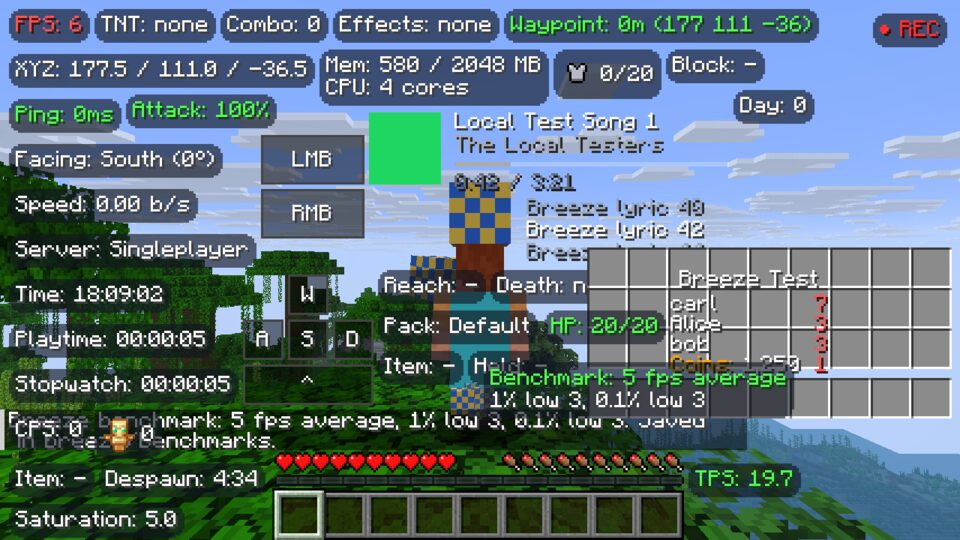 FPS: 6 TNT: none Combo: 0 Effects: none Waypoint: 0m (177 111 -36)
REC
XYZ: 177.5 / 111.0 / -36.5
Mem: 580 / 2048 MB
CPU: 4 cores
0/20
Block: -
Day: 0
Ping: 0ms
Attack: 100%
Local Test Song 1
The Local Testers
0:42 / 3:21
Facing: South (0°)
LMB
Speed: 0.00 b/s
RMB
Breeze lyric 40
Breeze lyric 42
Breeze lyric
Server: Singleplayer
Time: 18:09:02
W
Reach: - Death: n
Breeze Test
carl 7
Alice 3
bob 3
Coins: 1,250 1
Playtime: 00:00:05
A S D
Pack: Default
HP: 20/20
Item: - Held: -
Stopwatch: 00:00:05
^
Benchmark: 5 fps average
1% low 3, 0.1% low 3
Breeze benchmark: 5 fps average, 1% low 3, 0.1% low 3. Saved
in breeze benchmarks.
CPS: 0
0
Item: - Despawn: 4:34
TPS: 19.7
Saturation: 5.0